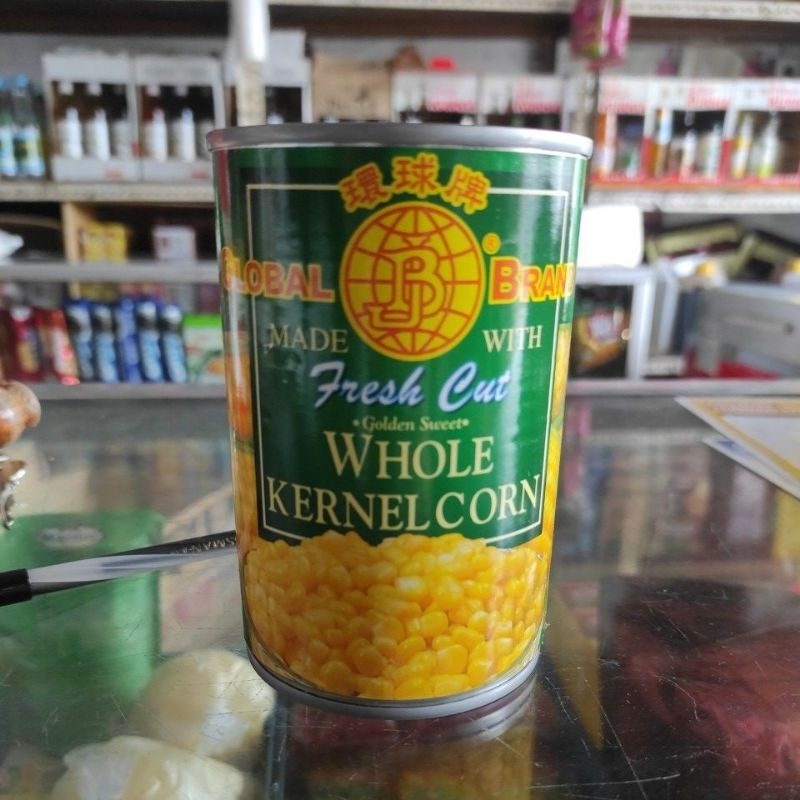 環球牌
GLOBAL BRAND
®
MADE WITH
Fresh Cut
•Golden Sweet•
WHOLE
KERNEL CORN